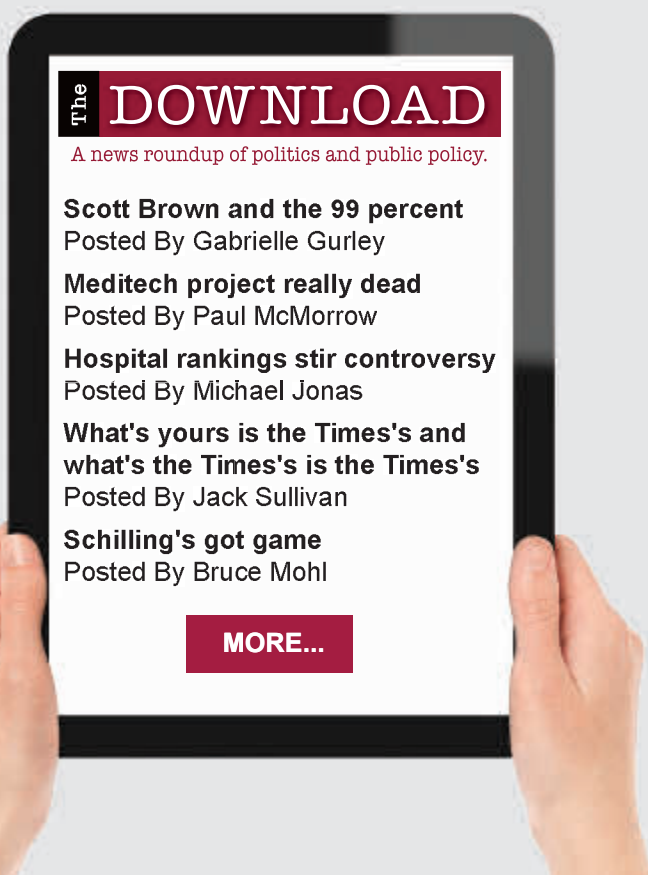 The DOWNLOAD
A news roundup of politics and public policy.
Scott Brown and the 99 percent
Posted By Gabrielle Gurley
Meditech project really dead
Posted By Paul McMorrow
Hospital rankings stir controversy
Posted By Michael Jonas
What's yours is the Times's and
what's the Times's is the Times's
Posted By Jack Sullivan
Schilling's got game
Posted By Bruce Mohl
MORE...